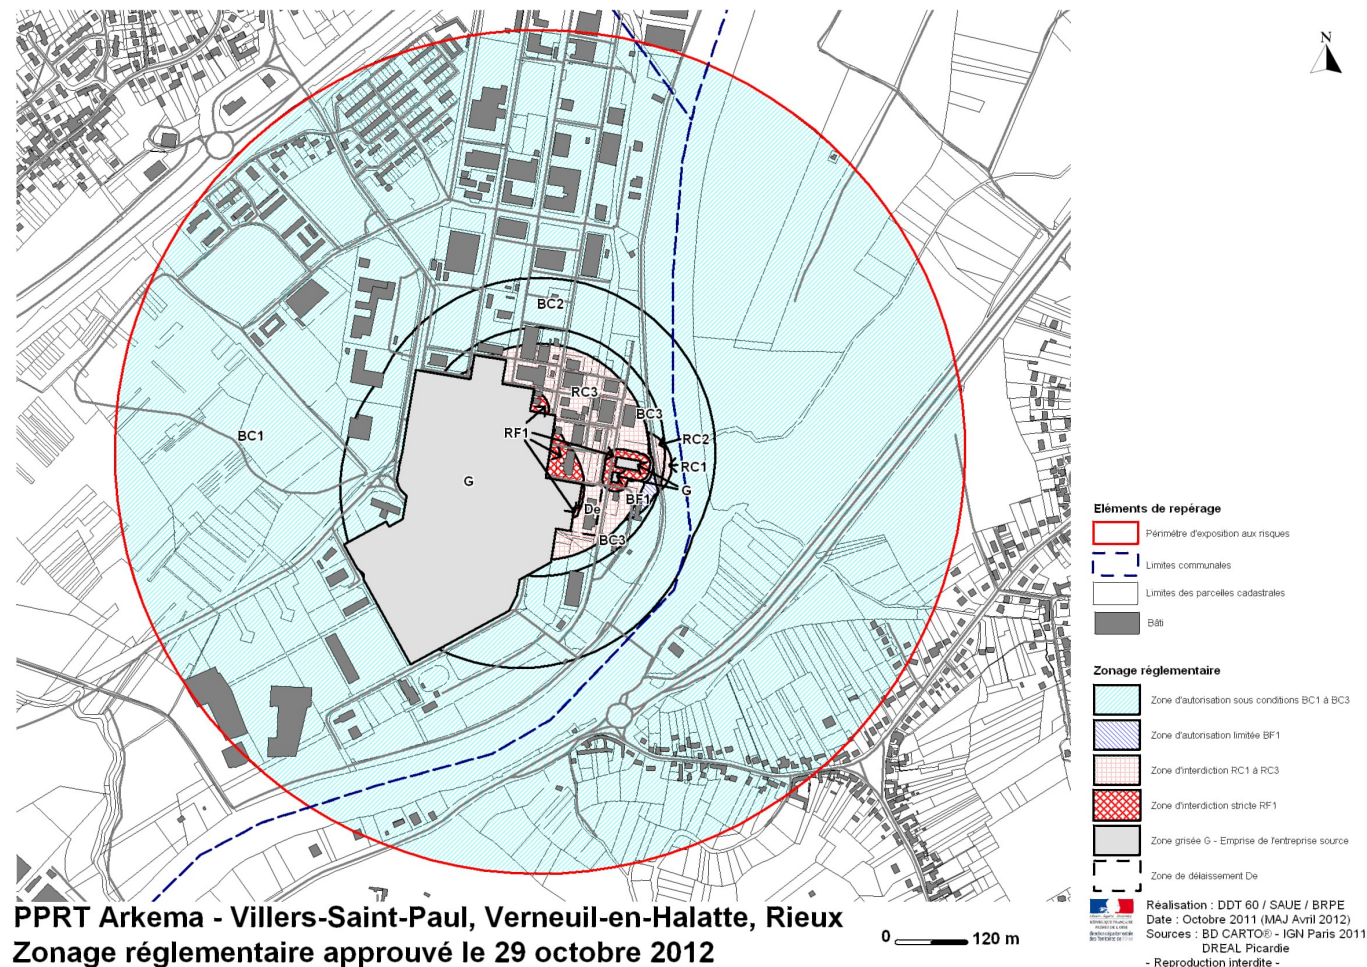 N
BC2
RC3
BC3
RF1
RC2
BC1
RC1
G
G
BF1
De
BC3
Eléments de repérage
Périmètre d'exposition aux risques
Limites communales
Limites des parcelles cadastrales
Bâti
Zonage réglementaire
Zone d'autorisation sous conditions BC1 à BC3
Zone d'autorisation limitée BF1
Zone d'interdiction RC1 à RC3
Zone d'interdiction stricte RF1
Zone grisée G - Emprise de l'entreprise source
Zone de délaissement De
PPRT Arkema - Villers-Saint-Paul, Verneuil-en-Halatte, Rieux
Zonage réglementaire approuvé le 29 octobre 2012
0 120 m
Réalisation : DDT 60 / SAUE / BRPE
Date : Octobre 2011 (MAJ Avril 2012)
Sources : BD CARTO® - IGN Paris 2011
DREAL Picardie
- Reproduction interdite -